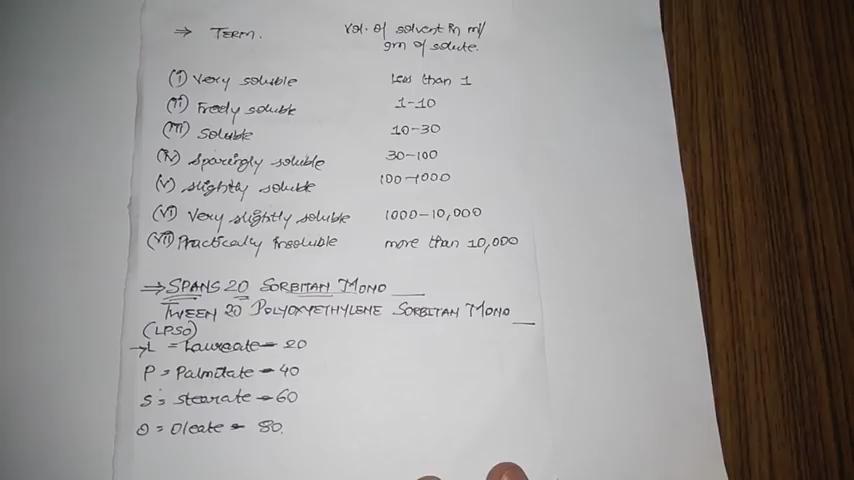 ⇒ TERM. Vol. of solvent in ml/
gm of solute.
(i) Very soluble less than 1
(ii) Freely soluble 1-10
(iii) Soluble 10-30
(iv) Sparingly soluble 30-100
(v) slightly soluble 100-1000
(vi) Very slightly soluble 1000-10,000
(vii) Practically insoluble more than 10,000
⇒ SPANS 20 SORBITAN MONO __
TWEEN 20 POLYOXYETHYLENE SORBITAN MONO __
(LPSO)
→ L = Laureate - 20
P = Palmitate - 40
S = stearate - 60
O = Oleate - 80.